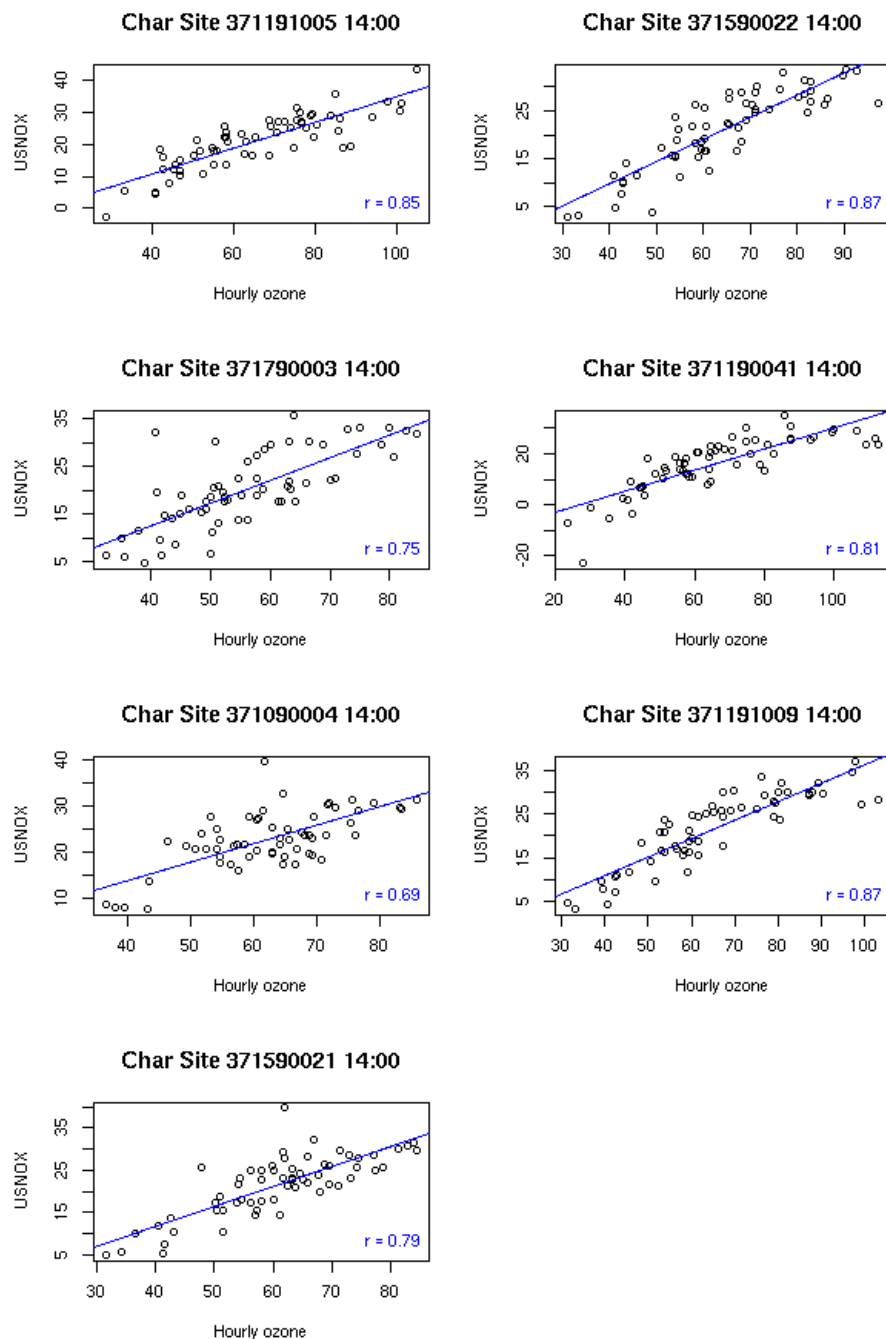 Char Site 371191005 14:00
USNOX
40
30
20
10
0
r = 0.85
40 60 80 100
Hourly ozone
Char Site 371590022 14:00
USNOX
25
15
5
r = 0.87
30 40 50 60 70 80 90
Hourly ozone
Char Site 371790003 14:00
USNOX
35
25
15
5
r = 0.75
40 50 60 70 80
Hourly ozone
Char Site 371190041 14:00
USNOX
20
0
-20
r = 0.81
20 40 60 80 100
Hourly ozone
Char Site 371090004 14:00
USNOX
40
30
20
10
r = 0.69
40 50 60 70 80
Hourly ozone
Char Site 371191009 14:00
USNOX
35
25
15
5
r = 0.87
30 40 50 60 70 80 90 100
Hourly ozone
Char Site 371590021 14:00
USNOX
35
25
15
5
r = 0.79
30 40 50 60 70 80
Hourly ozone